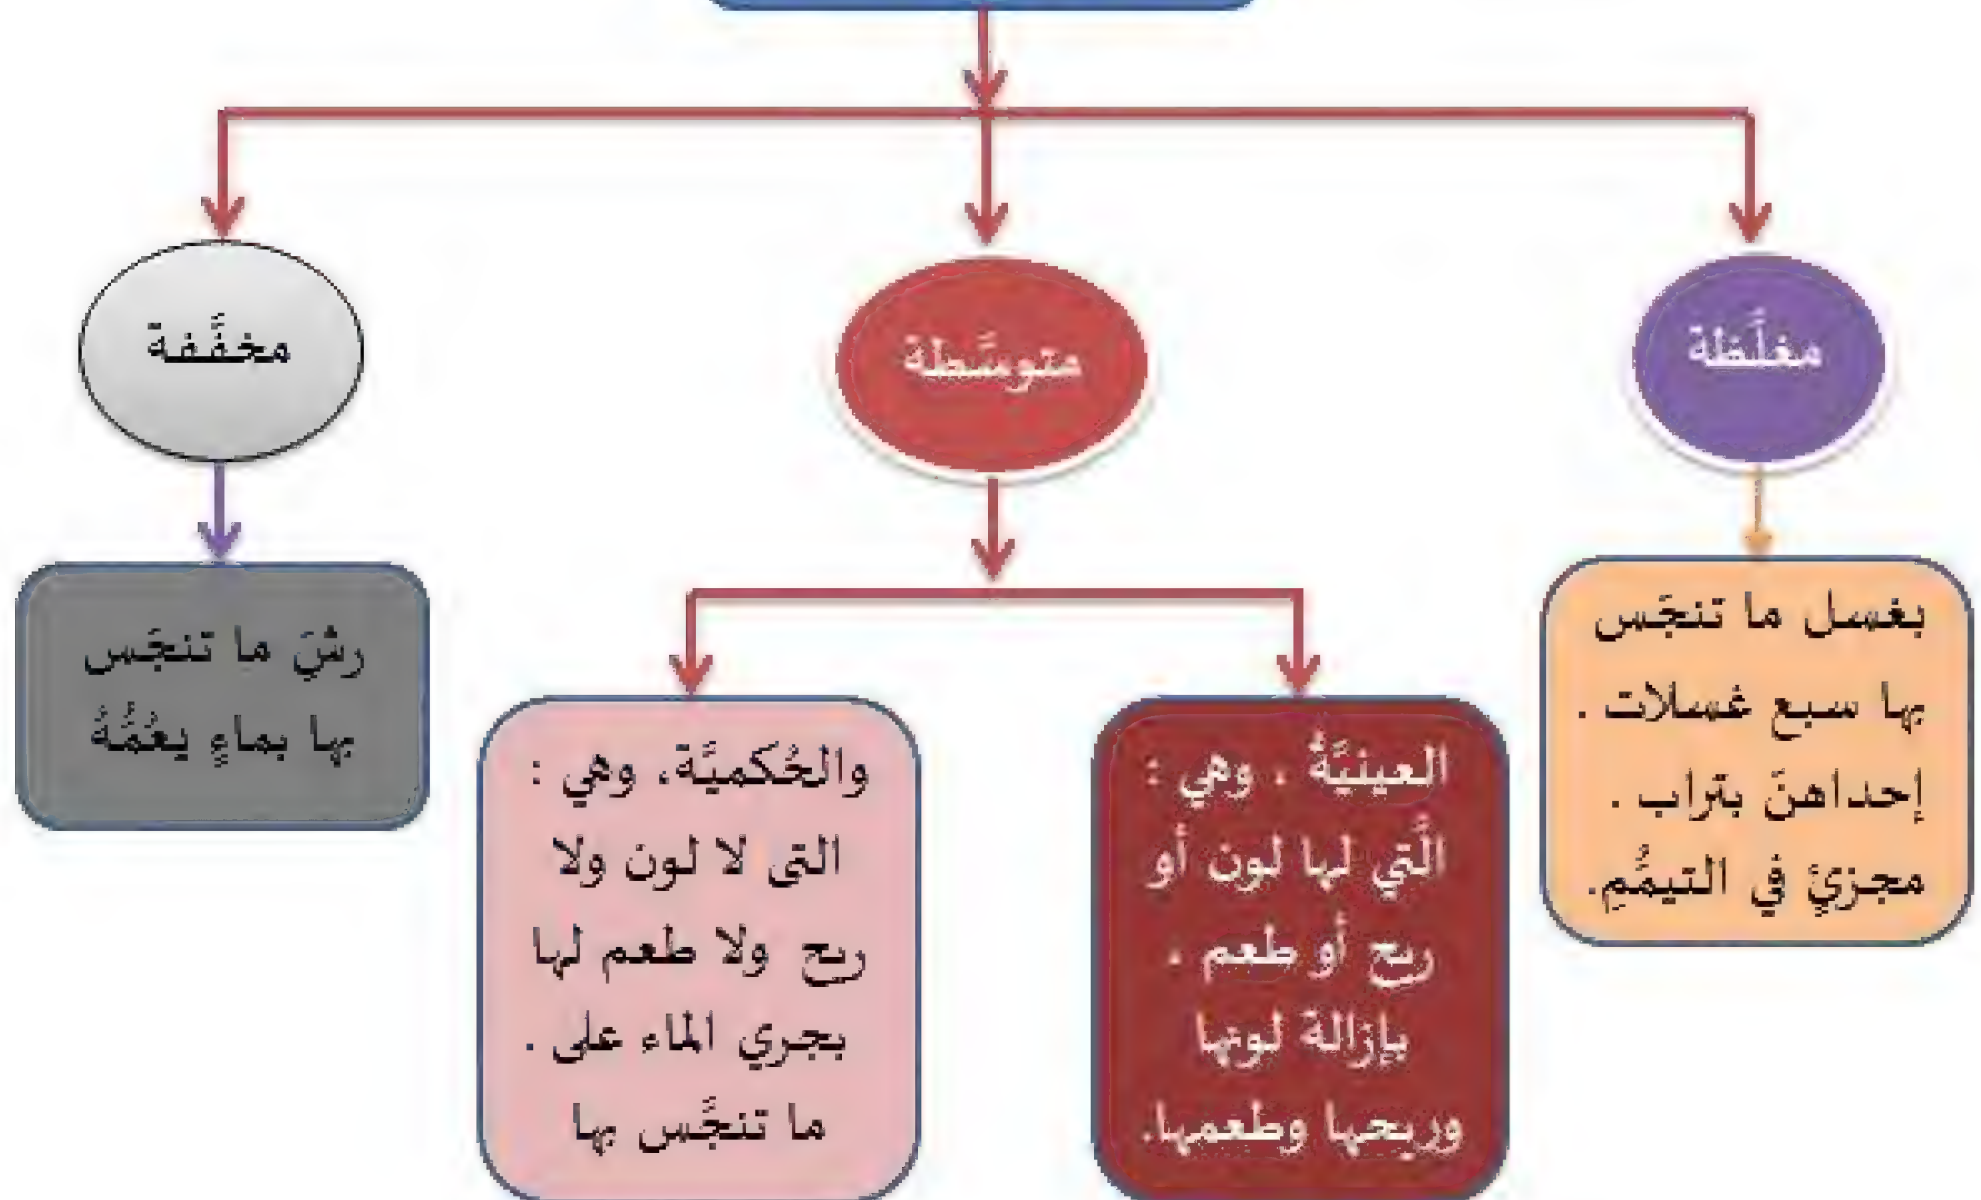 مغلَّظة
متوسَّطة
مخفَّفة
بغسل ما تنجَس
بها سبع غسلات .
إحداهنَ بتراب .
مجزئٍ في التيمُّمِ.
العينيَّةُ . وهي :
الَّتي لها لون أو
ريح أو طعم .
بإزالة لونها
وريحها وطعمها.
والحُكميَّة، وهي :
التى لا لون ولا
ريح ولا طعم لها
. بجري الماء على
ما تنجَّس بها
رشَ ما تنجَس
بها بماءٍ يعُمُّهُ